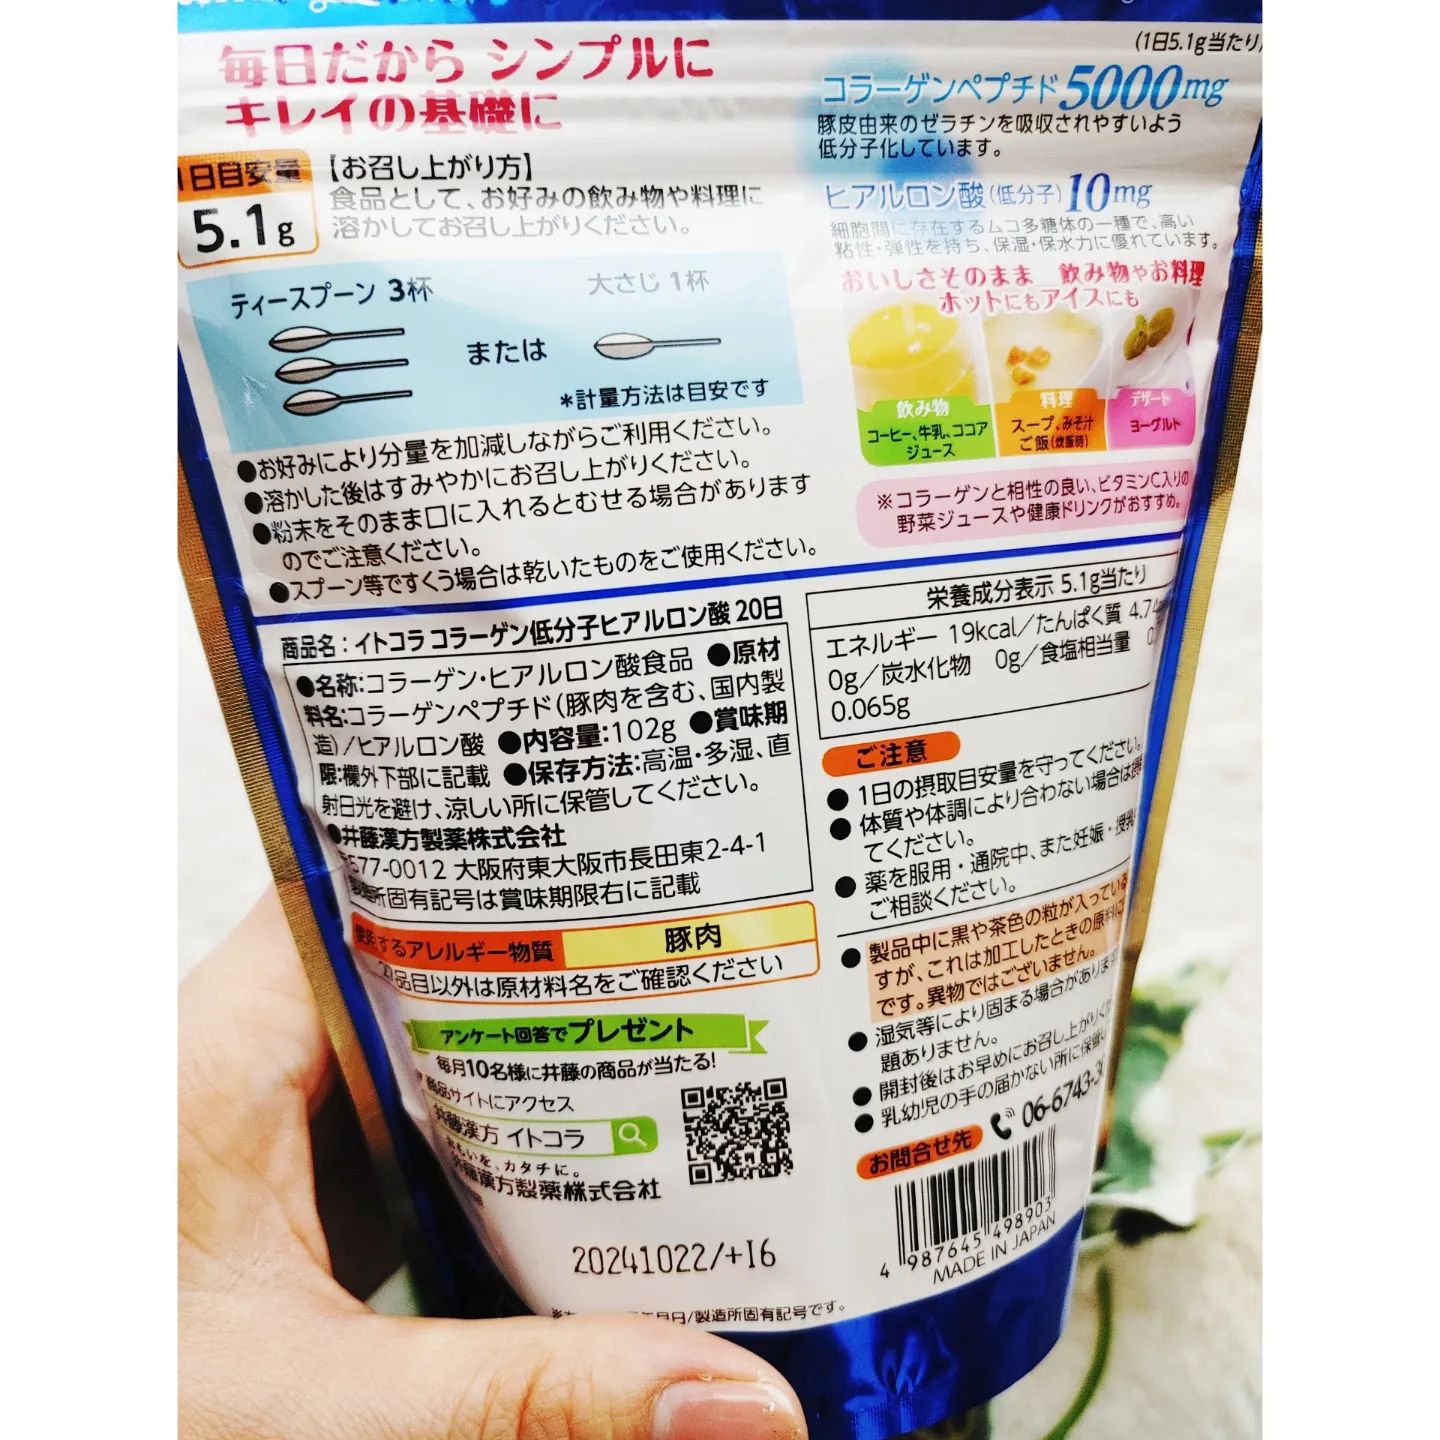 毎日だから シンプルに
キレイの基礎に
1日目安量
5.1g
【お召し上がり方】
食品として、お好みの飲み物や料理に
溶かしてお召し上がりください。
ティースプーン 3杯
または
大さじ 1杯
*計量方法は目安です
●お好みにより分量を加減しながらご利用ください。
●溶かした後はすみやかにお召し上がりください。
●粉末をそのまま口に入れるとむせる場合があります
のでご注意ください。
●スプーン等ですくう場合は乾いたものをご使用ください。
(1日5.1g当たり)
コラーゲンペプチド5000mg
豚皮由来のゼラチンを吸収されやすいよう
低分子化しています。
ヒアルロン酸(低分子)10mg
細胞間に存在するムコ多糖体の一種で、高い
粘性・弾性を持ち、保湿・保水力に優れています。
おいしさそのまま 飲み物やお料理
ホットにもアイスにも
飲み物
コーヒー、牛乳、ココア
ジュース
料理
スープ、みそ汁
ご飯(炊飯時)
デザート
ヨーグルト
※コラーゲンと相性の良い、ビタミンC入りの
野菜ジュースや健康ドリンクがおすすめ。
商品名:イトコラ コラーゲン低分子ヒアルロン酸 20日
●名称:コラーゲン・ヒアルロン酸食品 ●原材
料名:コラーゲンペプチド(豚肉を含む、国内製
造)/ヒアルロン酸 ●内容量:102g ●賞味期
限:欄外下部に記載 ●保存方法:高温・多湿、直
射日光を避け、涼しい所に保管してください。
●井藤漢方製薬株式会社
577-0012 大阪府東大阪市長田東2-4-1
製造所固有記号は賞味期限右に記載
使用するアレルギー物質 豚肉
品目以外は原材料名をご確認ください
アンケート回答でプレゼント
毎月10名様に井藤の商品が当たる!
商品サイトにアクセス
井藤漢方 イトコラ
おもいを、カタチに。
井藤漢方製薬株式会社
20241022/+I6
月日/製造所固有記号です。
栄養成分表示 5.1g当たり
エネルギー 19kcal/たんぱく質 4.7
0g/炭水化物 0g/食塩相当量
0.065g
ご注意
● 1日の摂取目安量を守ってください。
● 体質や体調により合わない場合は
てください。
● 薬を服用・通院中、また妊娠・授乳
ご相談ください。
● 製品中に黒や茶色の粒が入っている
すが、これは加工したときの原料
です。異物ではございません。
● 湿気等により固まる場合があります
題ありません。
● 開封後はお早めにお召し上がりくだ
● 乳幼児の手の届かない所に保管
お問合せ先
06-6743-30
4 987645 498903
MADE IN JAPAN